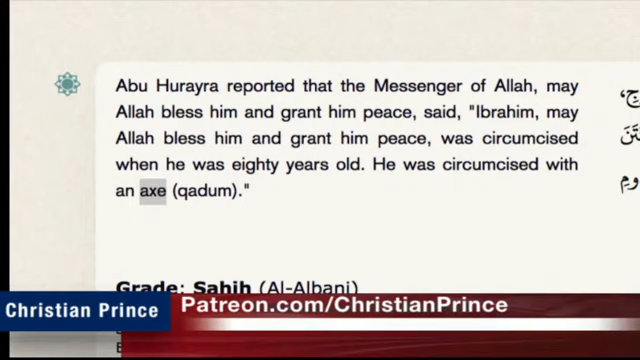 Abu Hurayra reported that the Messenger of Allah, may
Allah bless him and grant him peace, said, "Ibrahim, may
Allah bless him and grant him peace, was circumcised
when he was eighty years old. He was circumcised with
an axe (qadum)."
Grade: Sahih (Al-Albani)
Christian Prince
Patreon.com/ChristianPrince